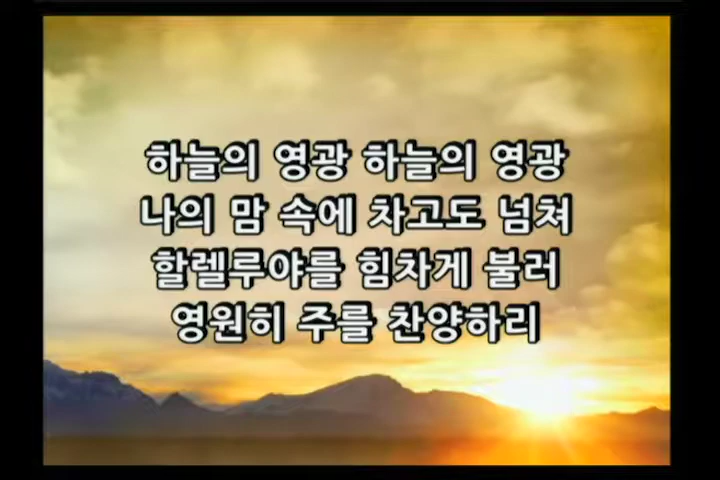 하늘의 영광 하늘의 영광
나의 맘 속에 차고도 넘쳐
할렐루야를 힘차게 불러
영원히 주를 찬양하리